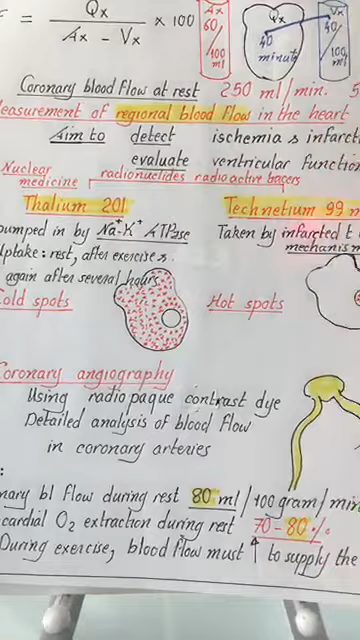 = Qx / Ax - Vx x 100
Ax
60
100
ml
Qx
40
minute
Vx
40
100
ml
Coronary blood flow at rest 250 ml/min. 5
easurement of regional blood flow in the heart
Aim to detect ischemia & infarct
evaluate ventricular function
Nuclear
medicine radionuclides radioactive tracers
Thallium 201 Technetium 99 m
pumped in by Na+-K+ ATPase Taken by infarcted t
ptake: rest, after exercise & mechanism
again after several hours
old spots Hot spots
oronary angiography
Using radiopaque contrast dye
Detailed analysis of blood flow
in coronary arteries
:
nary bl flow during rest 80 ml/100 gram/min
cardial O2 extraction during rest 70-80%
During exercise, blood flow must ↑ to supply the